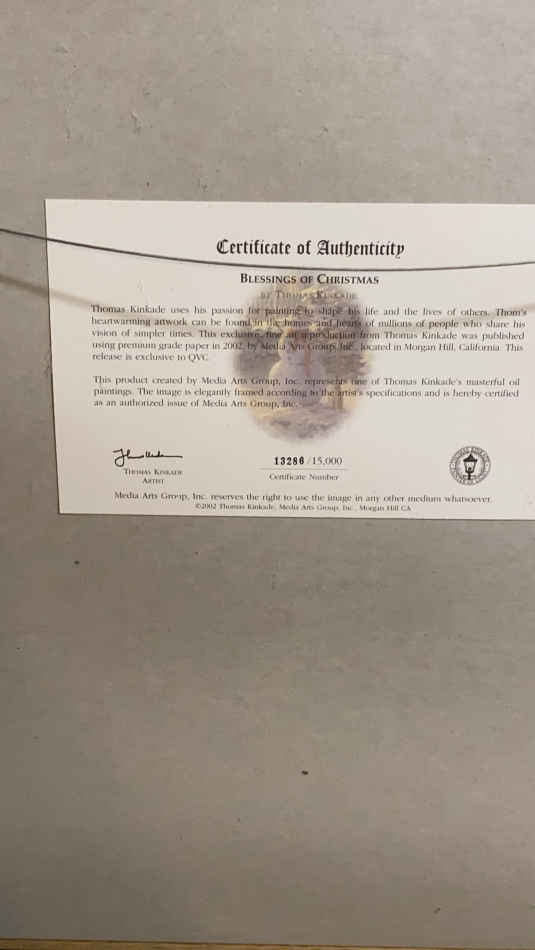 Certificate of Authenticity
BLESSINGS OF CHRISTMAS
BY THOMAS KINKADE
Thomas Kinkade uses his passion for painting to shape his life and the lives of others. Thom's
heartwarming artwork can be found in the homes and hearts of millions of people who share his
vision of simpler times. This exclusive, fine art reproduction from Thomas Kinkade was published
using premium grade paper in 2002, by Media Arts Group, Inc., located in Morgan Hill, California. This
release is exclusive to QVC.
This product created by Media Arts Group, Inc. represents one of Thomas Kinkade's masterful oil
paintings. The image is elegantly framed according to the artist's specifications and is hereby certified
as an authorized issue of Media Arts Group, Inc.
13286 / 15,000
THOMAS KINKADE
ARTIST
Certificate Number
Media Arts Group, Inc. reserves the right to use the image in any other medium whatsoever.
©2002 Thomas Kinkade, Media Arts Group, Inc., Morgan Hill CA